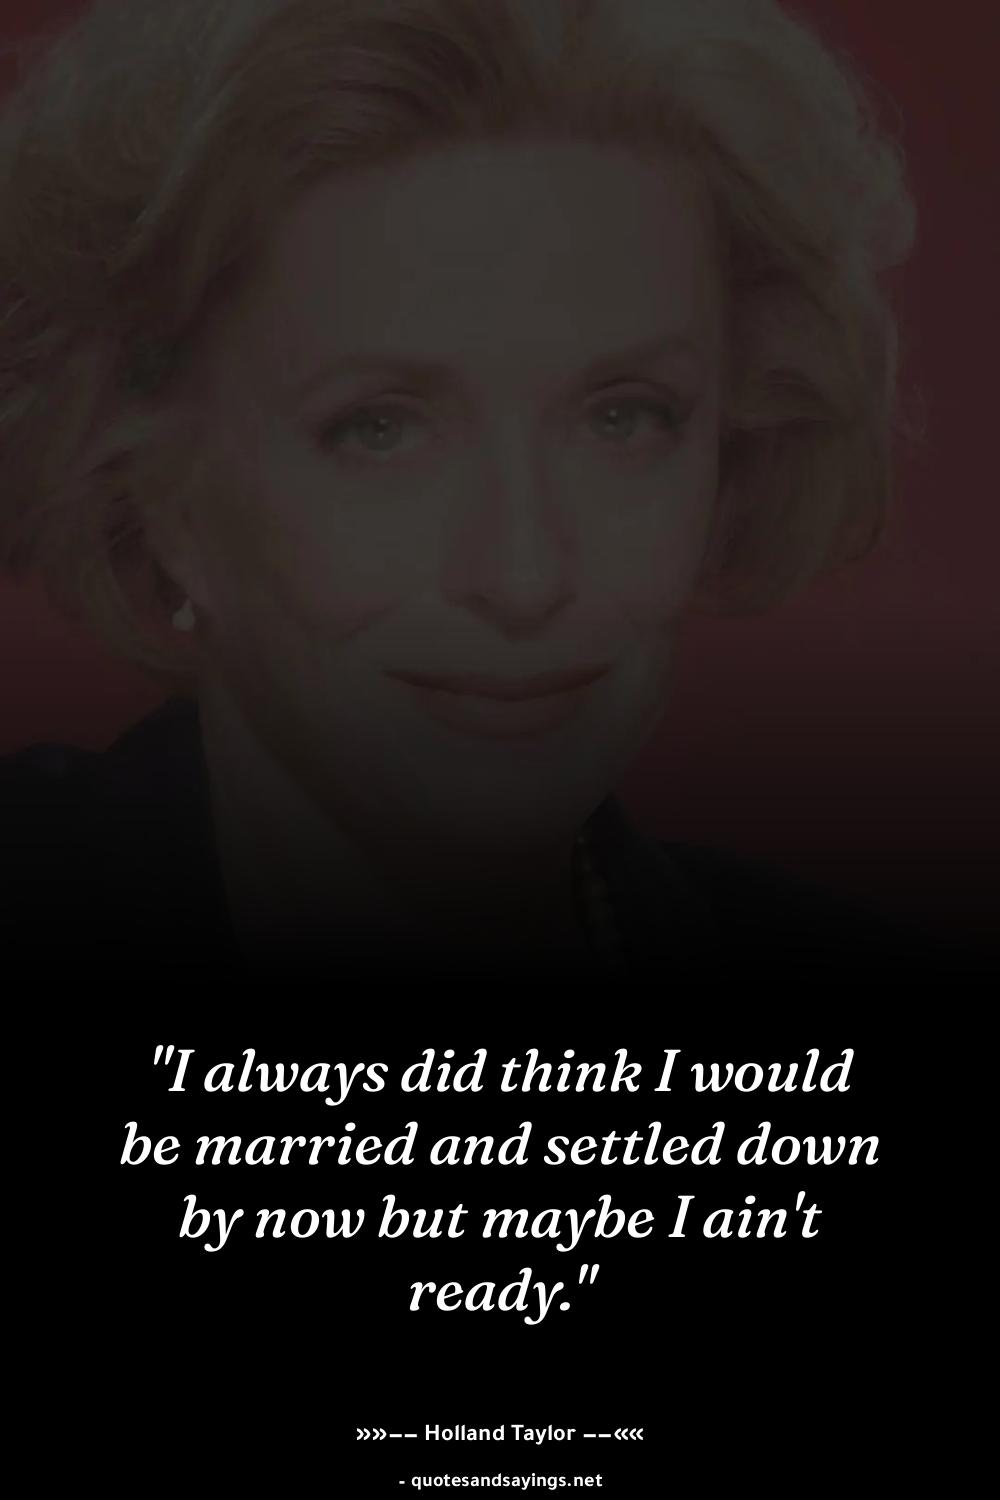 "I always did think I would
be married and settled down
by now but maybe I ain't
ready."
»»–– Holland Taylor ––««
- quotesandsayings.net